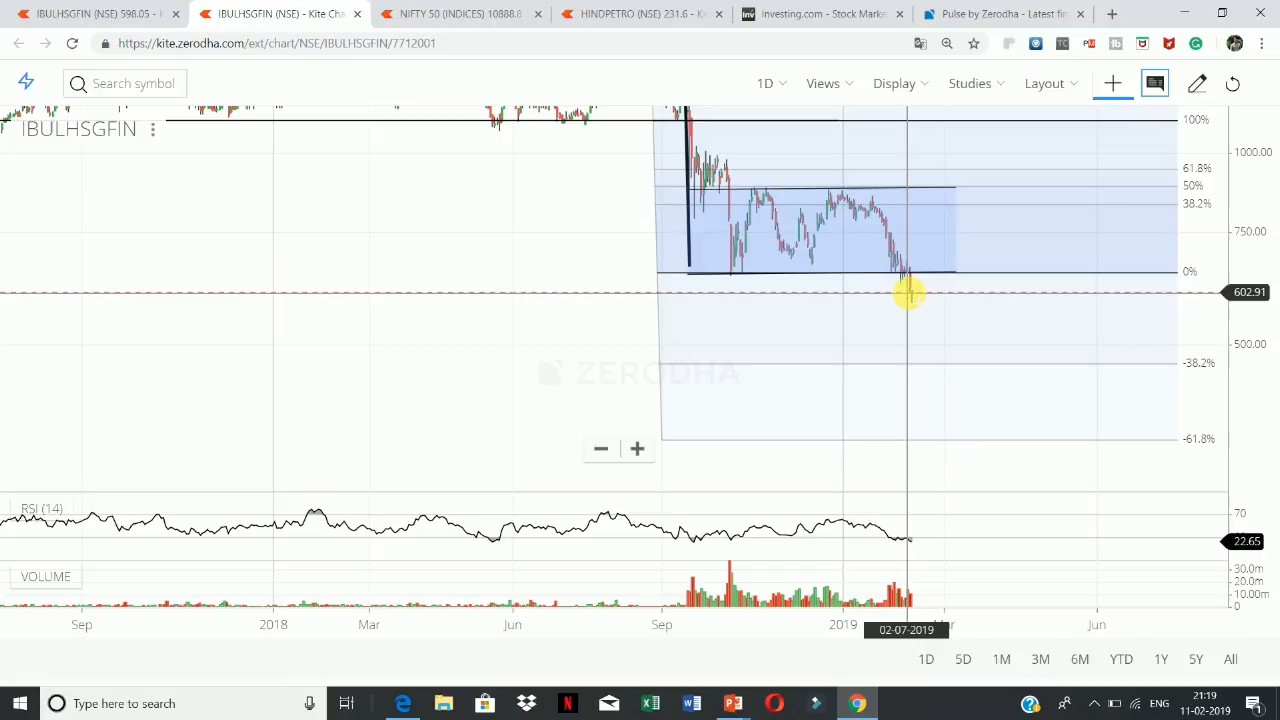 IBULHSGFIN (NSE) 598.05 - K
IBULHSGFIN (NSE) - Kite Cha
NIFTY 50 (INDICES) 10888.8
HINDPETRO (NSE) 231.6 - K
Inv Investing.com - Stock Marke
Pulse by Zerodha - Latest fin
https://kite.zerodha.com/ext/chart/NSE/IBULHSGFIN/7712001
Search symbol
1D Views Display Studies Layout
IBULHSGFIN
100%
1000.00
61.8%
50%
38.2%
750.00
0%
602.91
500.00
-38.2%
ZERODHA
-61.8%
RSI (14)
70
22.65
VOLUME
30.0m
20.0m
10.00m
0
Sep 2018 Mar Jun Sep 2019 Jun
02-07-2019
1D 5D 1M 3M 6M YTD 1Y 5Y All
Type here to search
ENG
21:19
11-02-2019